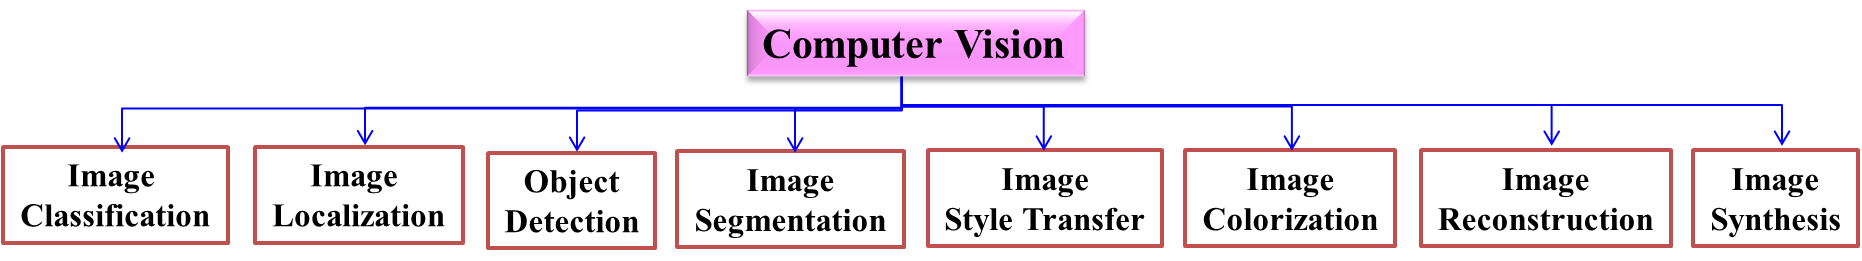 Computer Vision
Image
Classification
Image
Localization
Object
Detection
Image
Segmentation
Image
Style Transfer
Image
Colorization
Image
Reconstruction
Image
Synthesis